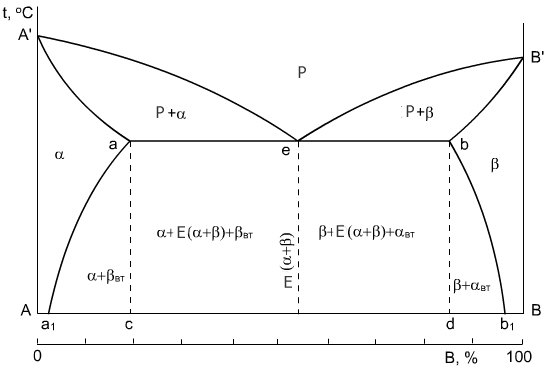 t, °C
A'
B'
P
P+α
P+β
a
e
b
α
β
α+E(α+β)+βвт
β+E(α+β)+αвт
E(α+β)
α+βвт
β+αвт
A
B
a1
c
d
b1
0
B, %
100